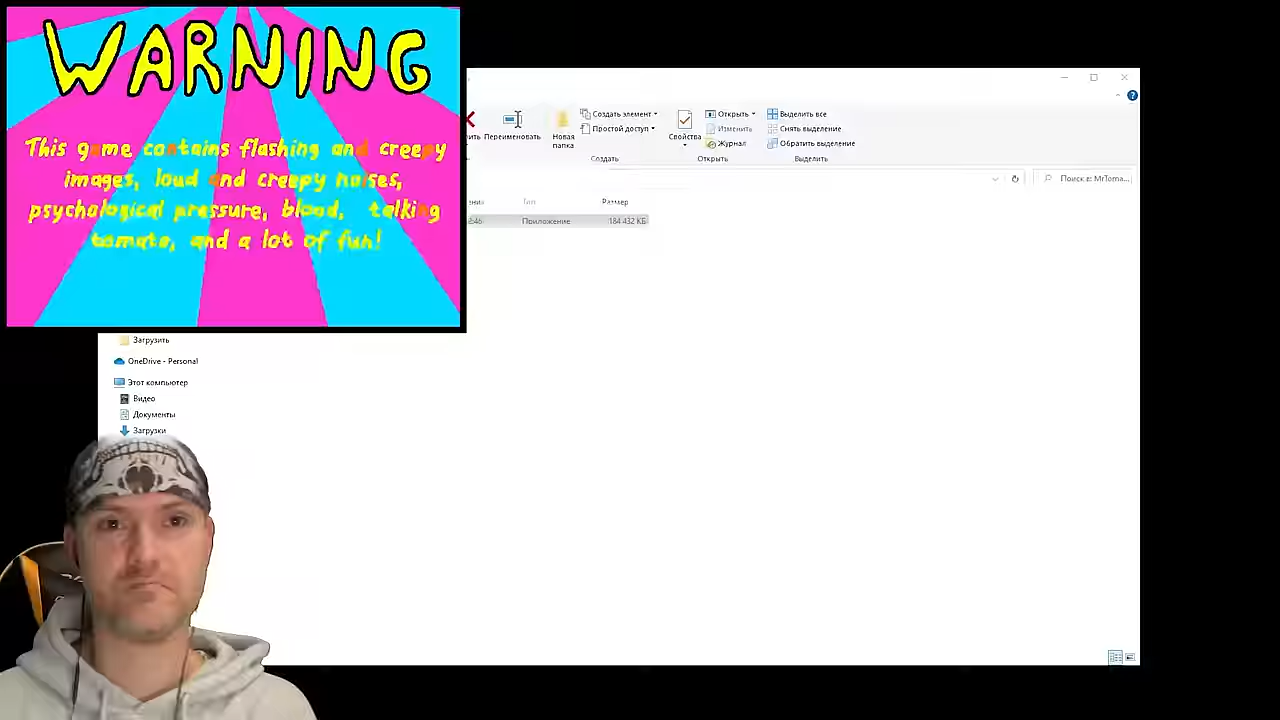 WARNING
This game contains flashing and creepy
images, loud and creepy noises,
psychological pressure, blood, talking
tomato, and a lot of fun!
Переименовать
Новая
папка
Создать элемент
Простой доступ
Создать
Свойства
Открыть
Изменить
Журнал
Открыть
Выделить все
Снять выделение
Обратить выделение
Выделить
Поиск в: MrToma...
Тип
Размер
Приложение
184 432 КБ
Загрузить
OneDrive - Personal
Этот компьютер
Видео
Документы
Загрузки